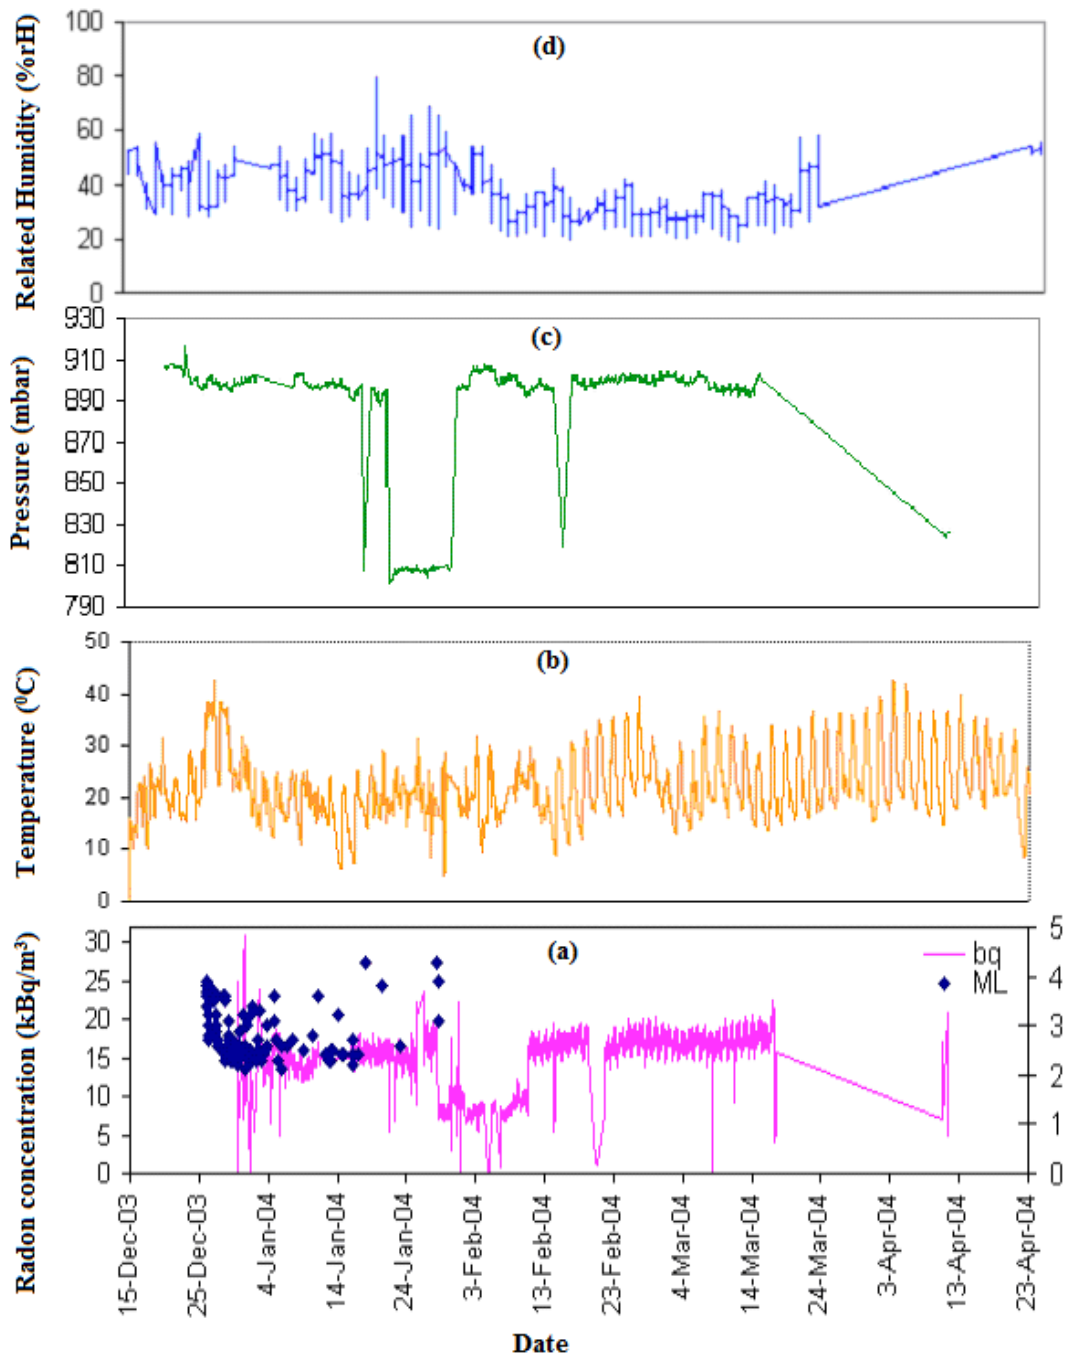 Related Humidity (%rH)
100
80
60
40
20
0
(d)
Pressure (mbar)
930
910
890
870
850
830
810
790
(c)
Temperature (⁰C)
50
40
30
20
10
0
(b)
Radon concentration (kBq/m³)
30
25
20
15
10
5
0
(a)
bq
ML
5
4
3
2
1
0
15-Dec-03
25-Dec-03
4-Jan-04
14-Jan-04
24-Jan-04
3-Feb-04
13-Feb-04
23-Feb-04
4-Mar-04
14-Mar-04
24-Mar-04
3-Apr-04
13-Apr-04
23-Apr-04
Date